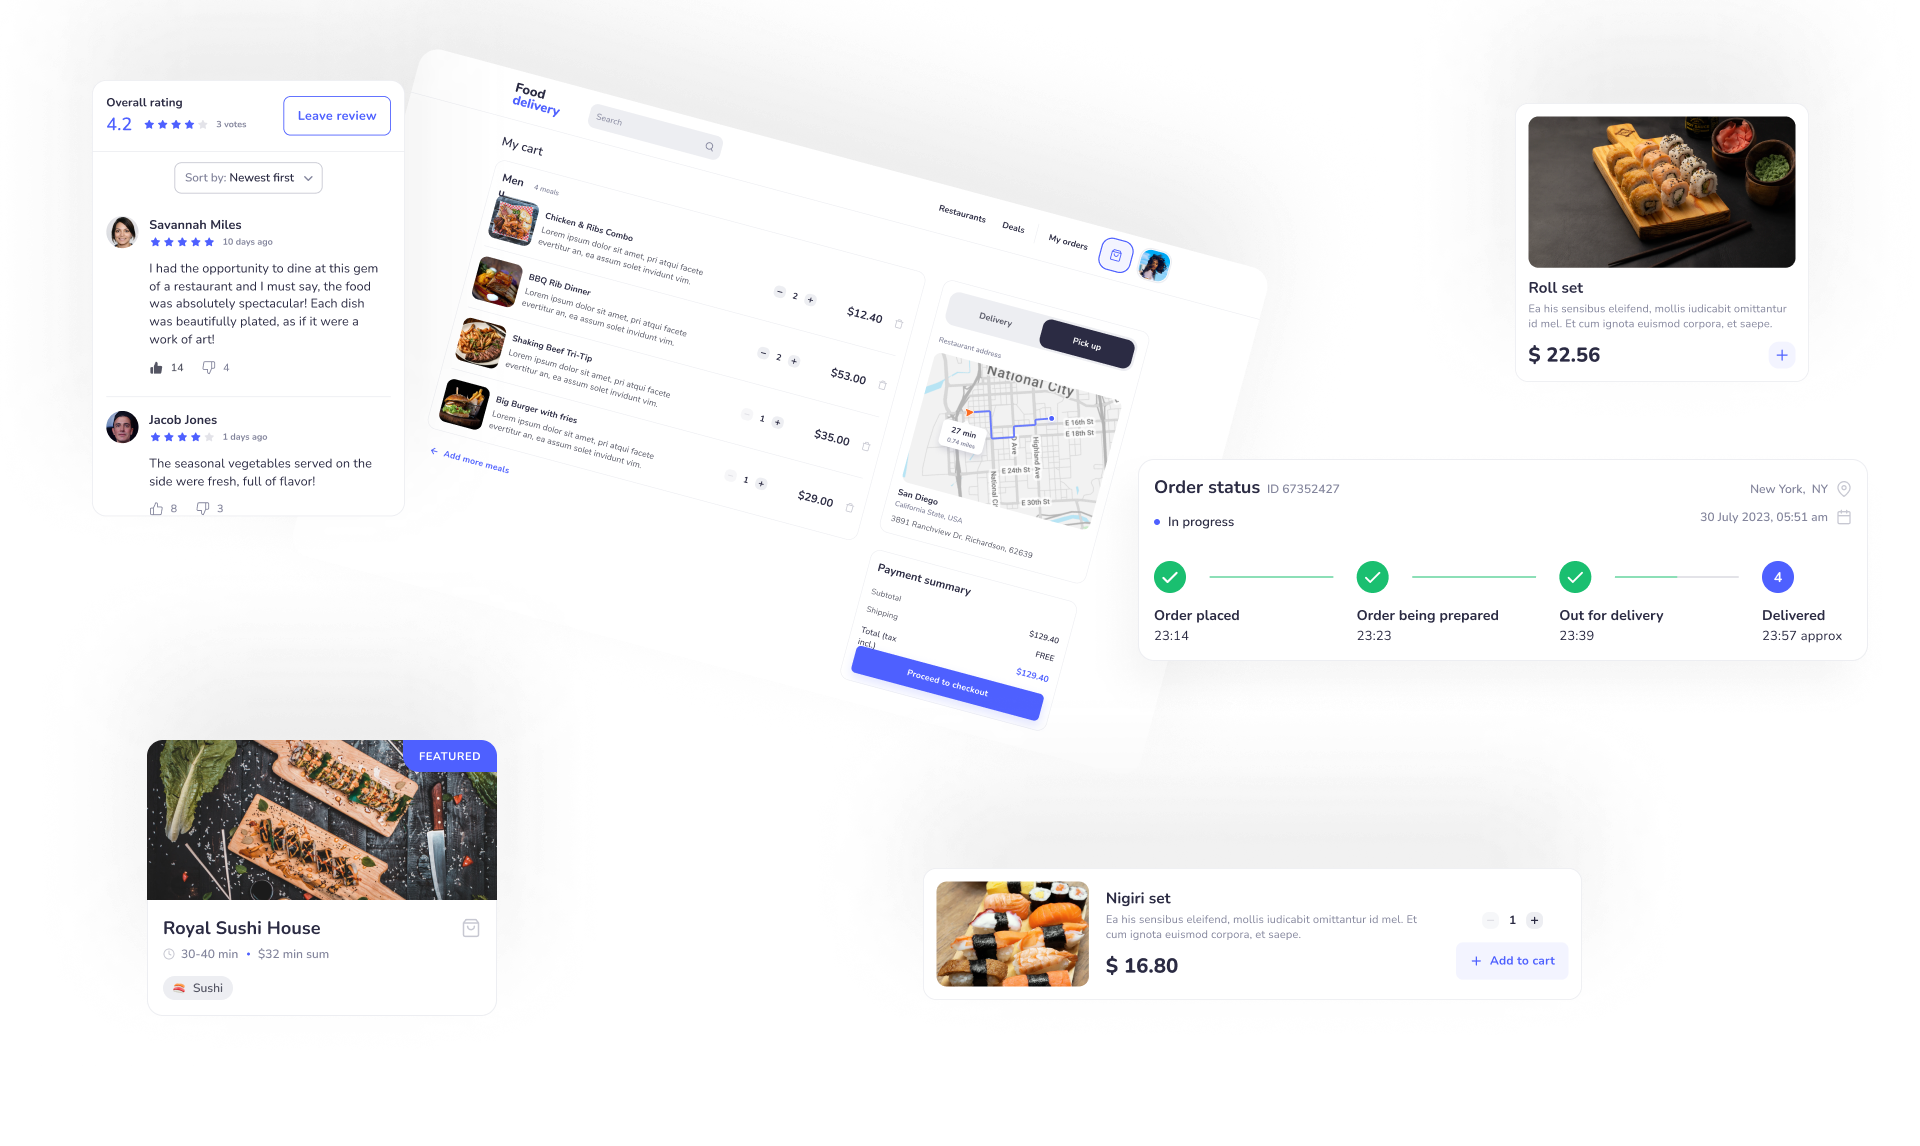 Overall rating
4.2
3 votes
Leave review
Sort by: Newest first
Savannah Miles
10 days ago
I had the opportunity to dine at this gem
of a restaurant and I must say, the food
was absolutely spectacular! Each dish
was beautifully plated, as if it were a
work of art!
14
4
Jacob Jones
1 days ago
The seasonal vegetables served on the
side were fresh, full of flavor!
8
3
Food
delivery
Search
Restaurants
Deals
My orders
My cart
Men
u
4 meals
Chicken & Ribs Combo
Lorem ipsum dolor sit amet, pri atqui facete
evertitur an, ea assum solet invidunt vim.
2
$12.40
BBQ Rib Dinner
Lorem ipsum dolor sit amet, pri atqui facete
evertitur an, ea assum solet invidunt vim.
2
$53.00
Shaking Beef Tri-Tip
Lorem ipsum dolor sit amet, pri atqui facete
evertitur an, ea assum solet invidunt vim.
1
$35.00
Big Burger with fries
Lorem ipsum dolor sit amet, pri atqui facete
evertitur an, ea assum solet invidunt vim.
1
$29.00
Add more meals
Delivery
Pick up
Restaurant address
National City
27 min
0.74 miles
E 16th St
E 18th St
D Ave
Highland Ave
E 24th St
National
E 30th St
San Diego
California State, USA
3891 Ranchview Dr. Richardson, 62639
Payment summary
Subtotal
$129.40
Shipping
FREE
Total (tax
incl.)
$129.40
Proceed to checkout
Roll set
Ea his sensibus eleifend, mollis iudicabit omittantur
id mel. Et cum ignota euismod corpora, et saepe.
$ 22.56
Order status
ID 67352427
New York, NY
In progress
30 July 2023, 05:51 am
4
Order placed
23:14
Order being prepared
23:23
Out for delivery
23:39
Delivered
23:57 approx
FEATURED
Royal Sushi House
30-40 min • $32 min sum
Sushi
Nigiri set
Ea his sensibus eleifend, mollis iudicabit omittantur id mel. Et
cum ignota euismod corpora, et saepe.
$ 16.80
1
Add to cart